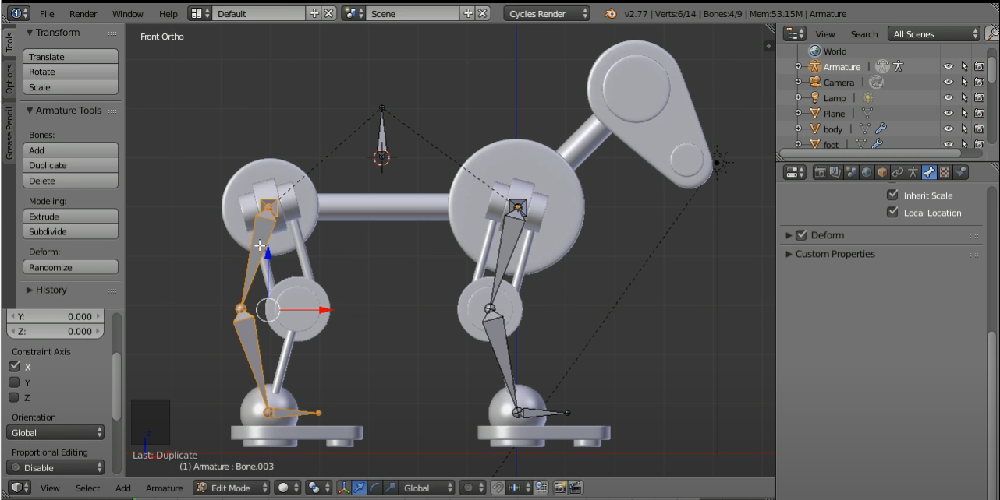 File Render Window Help Default Scene Cycles Render v2.77 | Verts:6/14 | Bones:4/9 | Mem:53.15M | Armature
Tools
Options
Grease Pencil
Transform
Translate
Rotate
Scale
Armature Tools
Bones:
Add
Duplicate
Delete
Modeling:
Extrude
Subdivide
Deform:
Randomize
History
Y: 0.000
Z: 0.000
Constraint Axis
X
Y
Z
Orientation
Global
Proportional Editing
Disable
Front Ortho
z
Last: Duplicate
(1) Armature : Bone.003
View Select Add Armature Edit Mode Global
View Search All Scenes
World
Armature
Camera
Lamp
Plane
body
foot
Inherit Scale
Local Location
Deform
Custom Properties